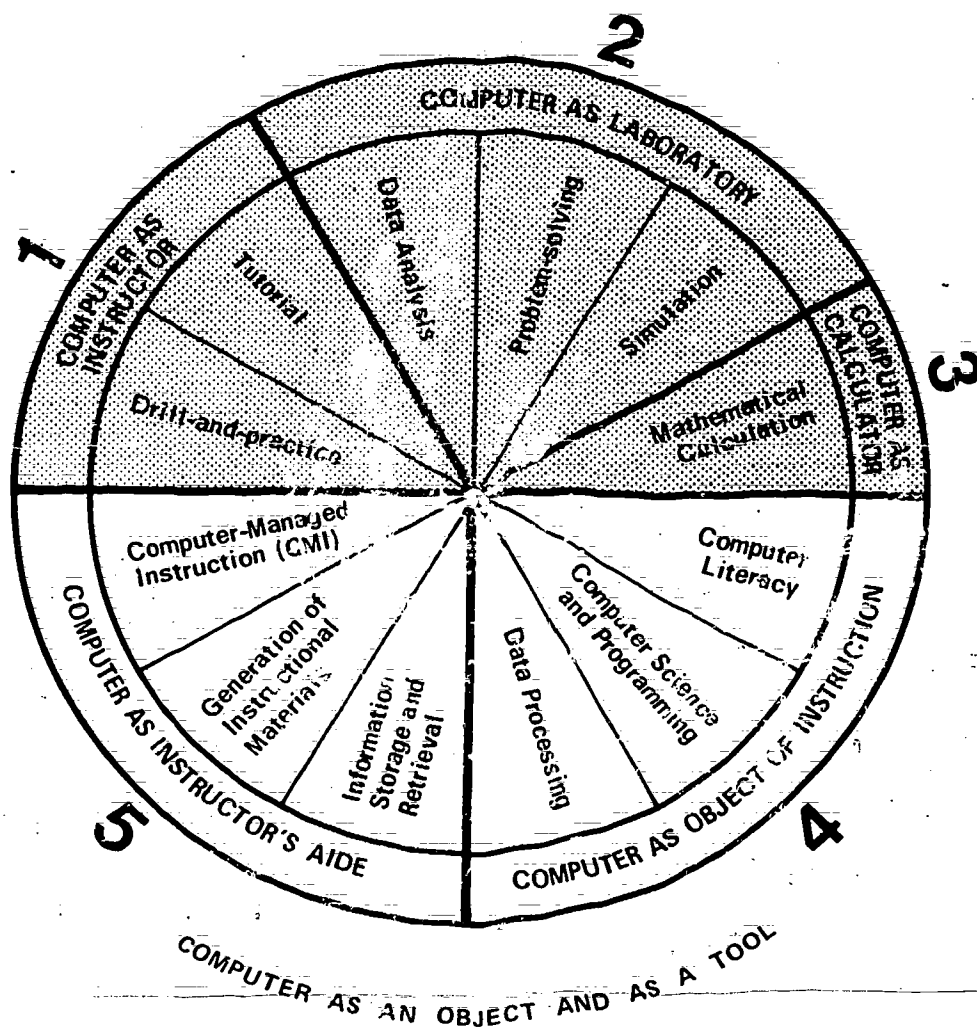 1
COMPUTER AS
INSTRUCTOR
Tutorial
Drill-and-practice
2
COMPUTER AS LABORATORY
Data Analysis
Problem-solving
Simulation
3
COMPUTER AS
CALCULATOR
Mathematical
Calculation
4
COMPUTER AS OBJECT OF INSTRUCTION
Computer
Literacy
Computer Science
and Programming
Data Processing
5
COMPUTER AS INSTRUCTOR'S AIDE
Information
Storage and
Retrieval
Generation of
Instructional
Materials
Computer-Managed
Instruction (CMI)
COMPUTER AS AN OBJECT AND AS A TOOL